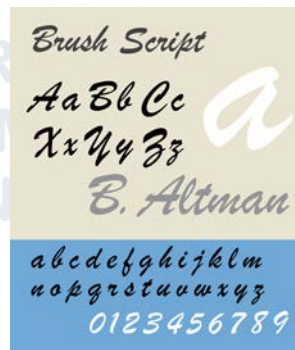 Brush Script
Aa Bb Cc
a
Xx Yy Zz
B. Altman
abcdefghijklm
nopqrstuvwxyz
0123456789